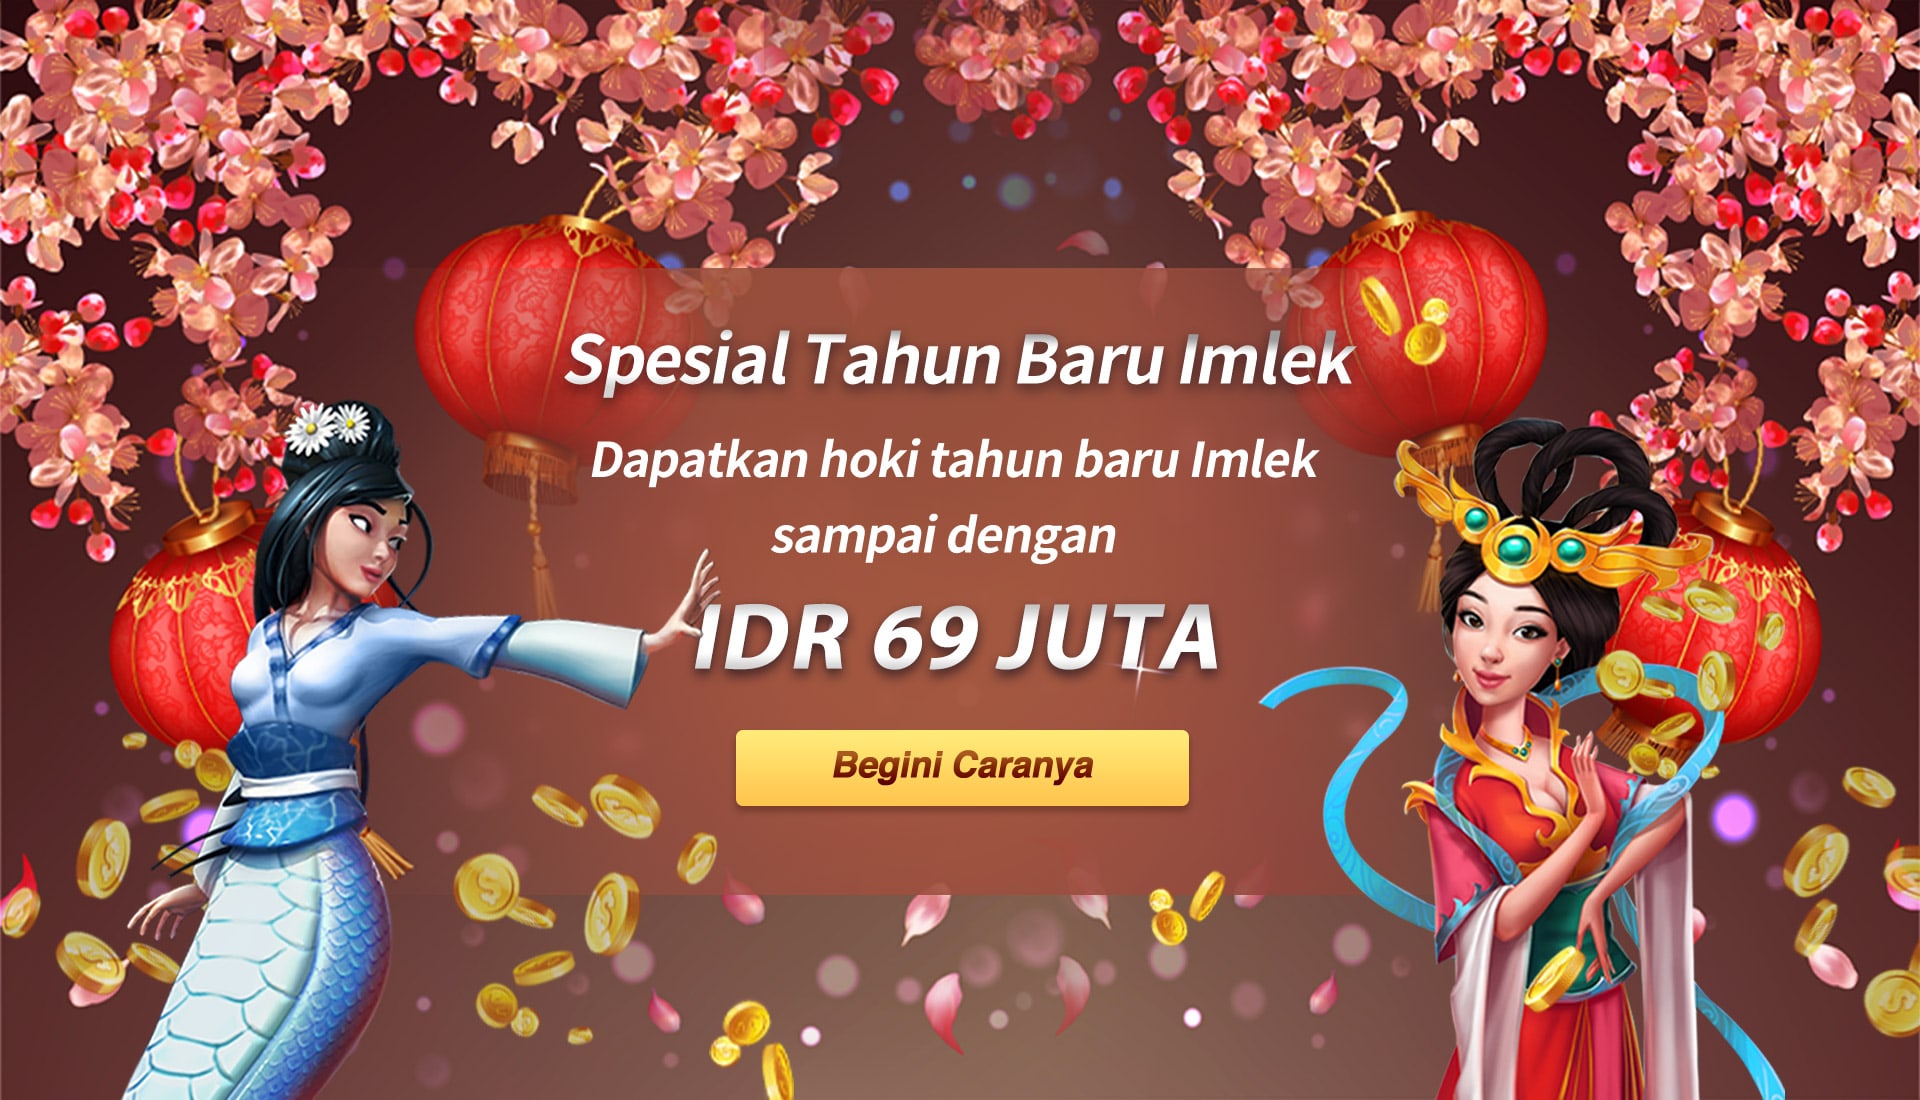 Spesial Tahun Baru Imlek
Dapatkan hoki tahun baru Imlek
sampai dengan
IDR 69 JUTA
Begini Caranya